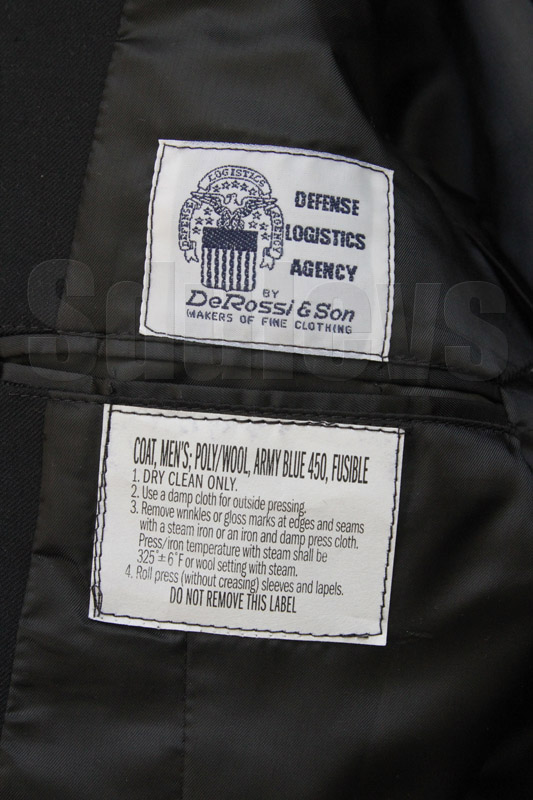 DEFENSE LOGISTICS AGENCY
DEFENSE
LOGISTICS
AGENCY
BY
DeRossi & Son
MAKERS OF FINE CLOTHING
COAT, MEN'S; POLY/WOOL, ARMY BLUE 450, FUSIBLE
1. DRY CLEAN ONLY.
2. Use a damp cloth for outside pressing.
3. Remove wrinkles or gloss marks at edges and seams
with a steam iron or an iron and damp press cloth.
Press/iron temperature with steam shall be
325°± 6°F or wool setting with steam.
4. Roll press (without creasing) sleeves and lapels.
DO NOT REMOVE THIS LABEL